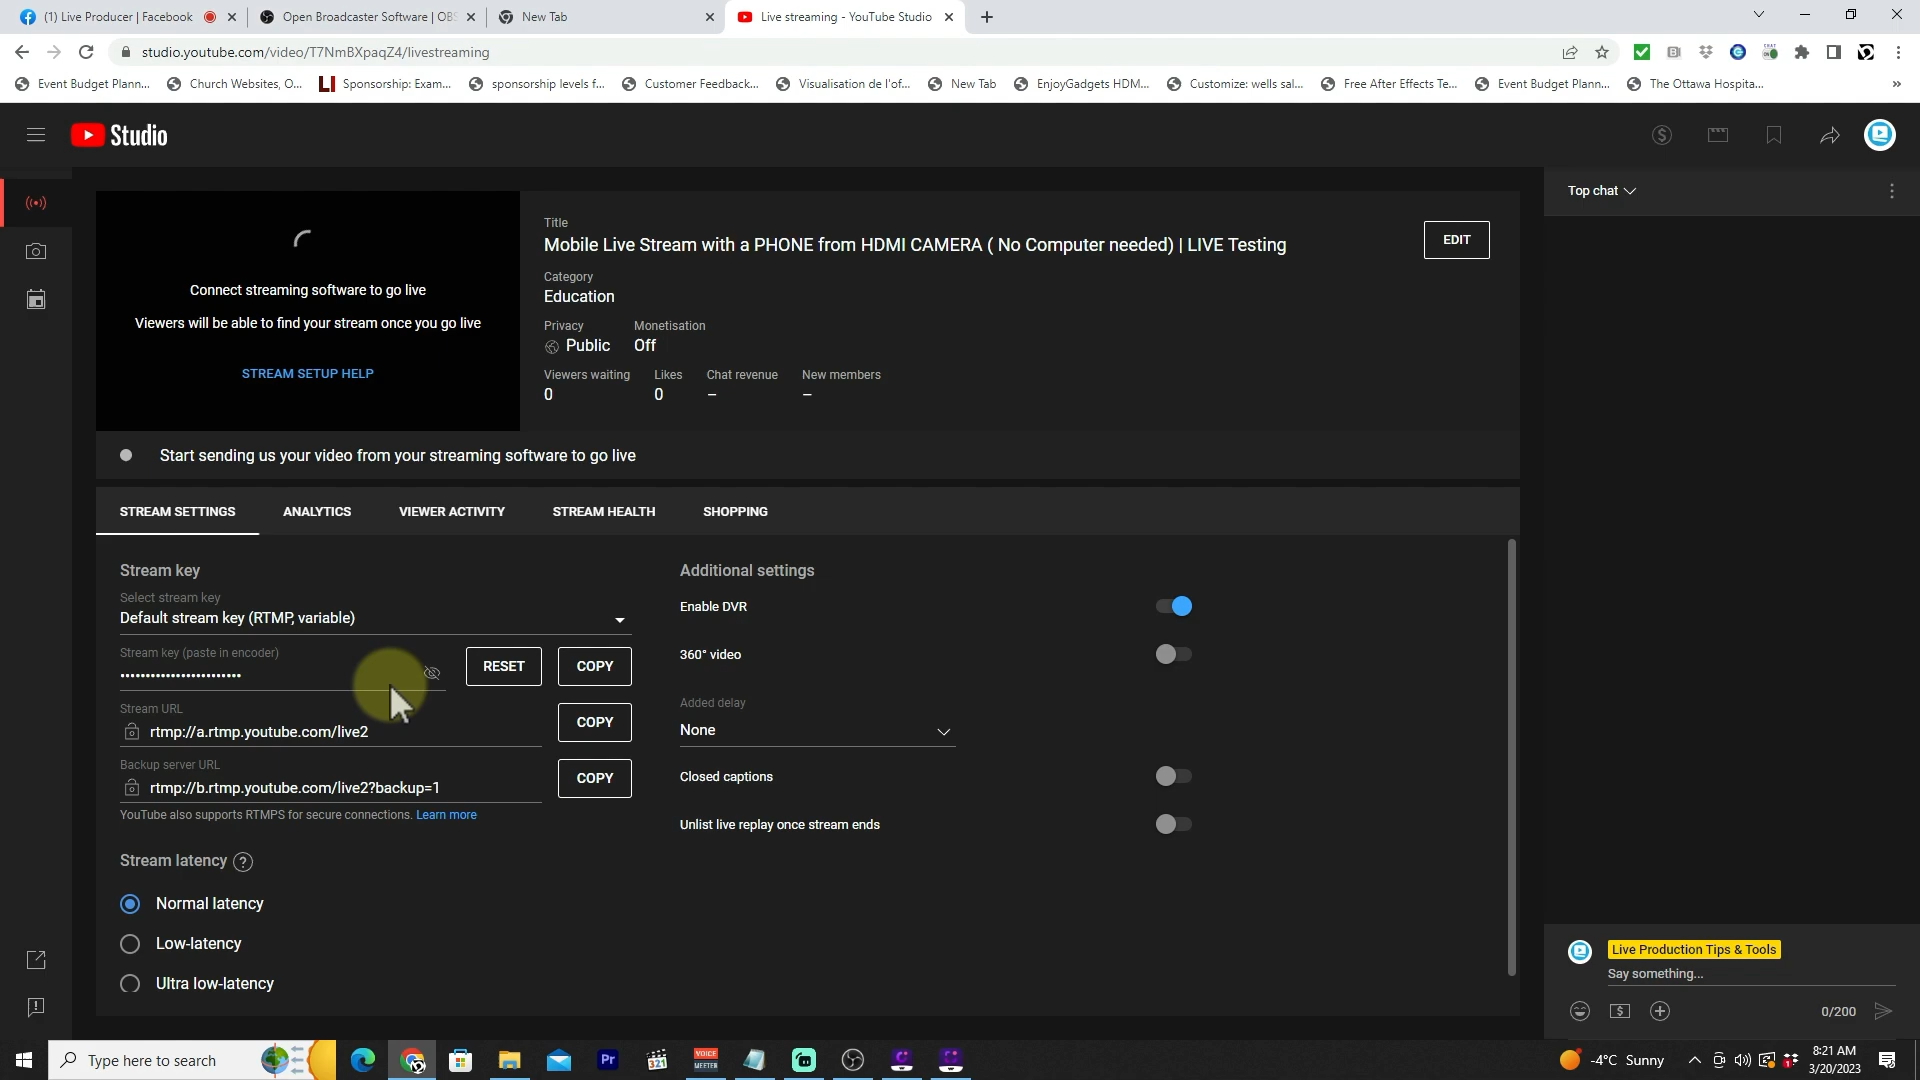 (1) Live Producer | Facebook
Open Broadcaster Software | OBS
New Tab
Live streaming - YouTube Studio
studio.youtube.com/video/T7NmBXpaqZ4/livestreaming
Event Budget Plann...
Church Websites, O...
Sponsorship: Exam...
sponsorship levels f...
Customer Feedback...
Visualisation de l'of...
New Tab
EnjoyGadgets HDM...
Customize: wells sal...
Free After Effects Te...
Event Budget Plann...
The Ottawa Hospita...
Studio
Top chat
Title
Mobile Live Stream with a PHONE from HDMI CAMERA ( No Computer needed) | LIVE Testing
EDIT
Category
Education
Connect streaming software to go live
Viewers will be able to find your stream once you go live
STREAM SETUP HELP
Privacy
Monetisation
Public
Off
Viewers waiting
Likes
Chat revenue
New members
0
0
–
–
Start sending us your video from your streaming software to go live
STREAM SETTINGS
ANALYTICS
VIEWER ACTIVITY
STREAM HEALTH
SHOPPING
Stream key
Select stream key
Default stream key (RTMP, variable)
Stream key (paste in encoder)
••••••••••••••••••••••••
RESET
COPY
Stream URL
rtmp://a.rtmp.youtube.com/live2
COPY
Backup server URL
rtmp://b.rtmp.youtube.com/live2?backup=1
COPY
YouTube also supports RTMPS for secure connections. Learn more
Stream latency
Normal latency
Low-latency
Ultra low-latency
Additional settings
Enable DVR
360° video
Added delay
None
Closed captions
Unlist live replay once stream ends
Live Production Tips & Tools
Say something...
0/200
Type here to search
Pr
321
VOICE
MEETER
-4°C Sunny
8:21 AM
3/20/2023